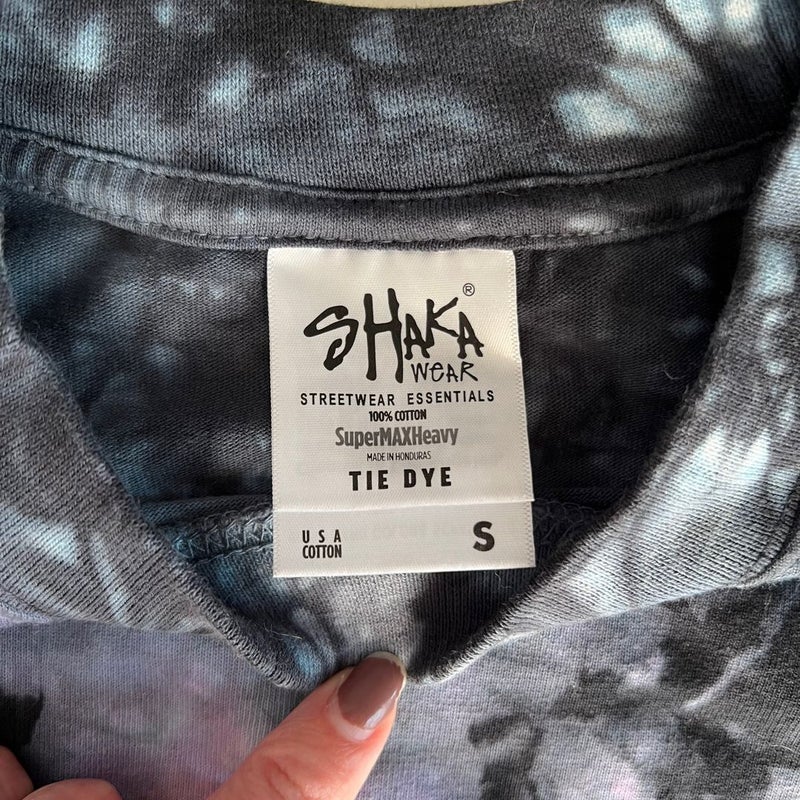 SHAKA®
WEAR
STREETWEAR ESSENTIALS
100% COTTON
SuperMAXHeavy
MADE IN HONDURAS
TIE DYE
USA
COTTON
S